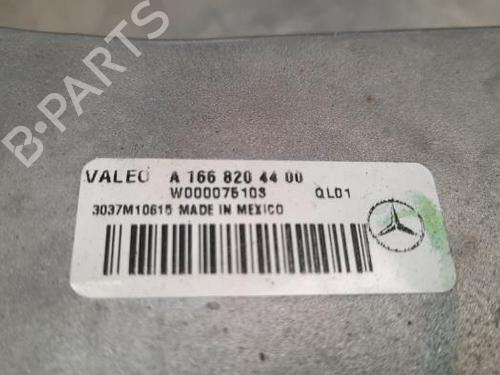 B-PARTS
VALEO A 166 820 44 00
W000075103 QL01
3037M10615 MADE IN MEXICO